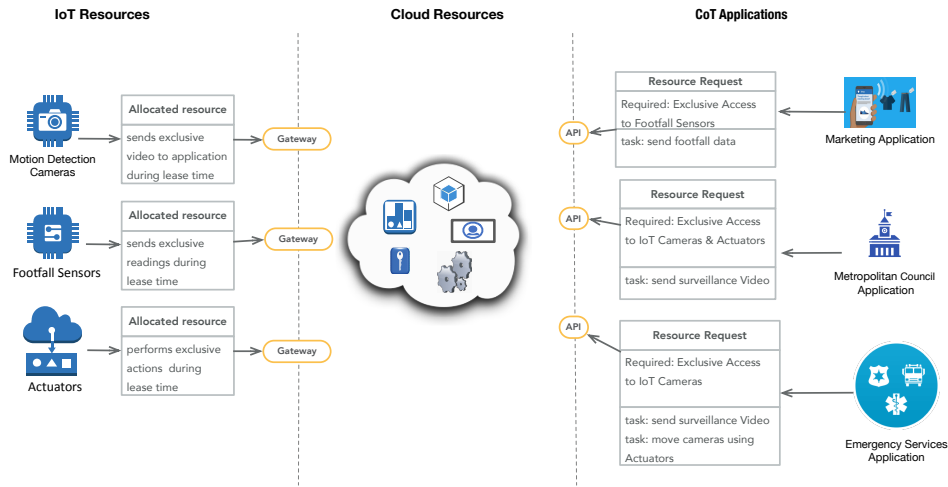 IoT Resources
Cloud Resources
CoT Applications
Motion Detection
Cameras
Allocated resource
sends exclusive
video to application
during lease time
Gateway
Footfall Sensors
Allocated resource
sends exclusive
readings during
lease time
Gateway
Actuators
Allocated resource
performs exclusive
actions during
lease time
Gateway
API
Resource Request
Required: Exclusive Access
to Footfall Sensors
task: send footfall data
Marketing Application
API
Resource Request
Required: Exclusive Access
to IoT Cameras & Actuators
task: send surveillance Video
Metropolitan Council
Application
API
Resource Request
Required: Exclusive Access
to IoT Cameras
task: send surveillance Video
task: move cameras using
Actuators
Emergency Services
Application